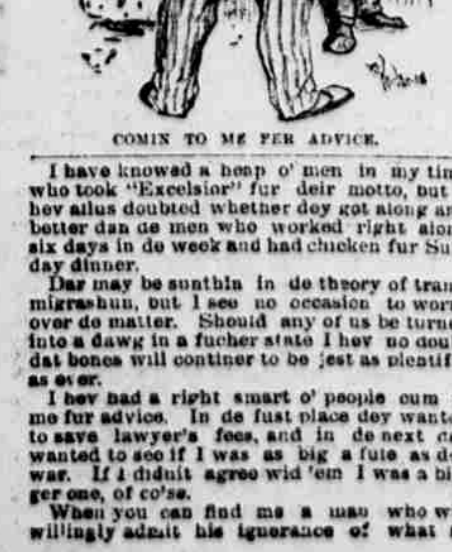 COMIN TO ME FER ADVICE.
I have knowed a heap o' men in my tim
who took "Excelsior" fur deir motto, but
hev allus doubted whether dey got along an
better dan de men who worked right alon
six days in de week and had chicken fur Su
day dinner.
Dar may be sunthin in de theory of tran
migrashun, but I see no occasion to worr
over de matter. Should any of us be turne
into a dawg in a fucher state I hev no dou
dat bones will continer to be jest as plentif
as ever.
I hev had a right smart o' people cum
me fur advice. In de fust place dey want
to save lawyer's fees, and in de next
wanted to see if I was as big a fule as d
war. If I didnit agree wid 'em I was a bi
ger one, of co'se.
When you can find me a man who w
willingly admit his ignorance of what